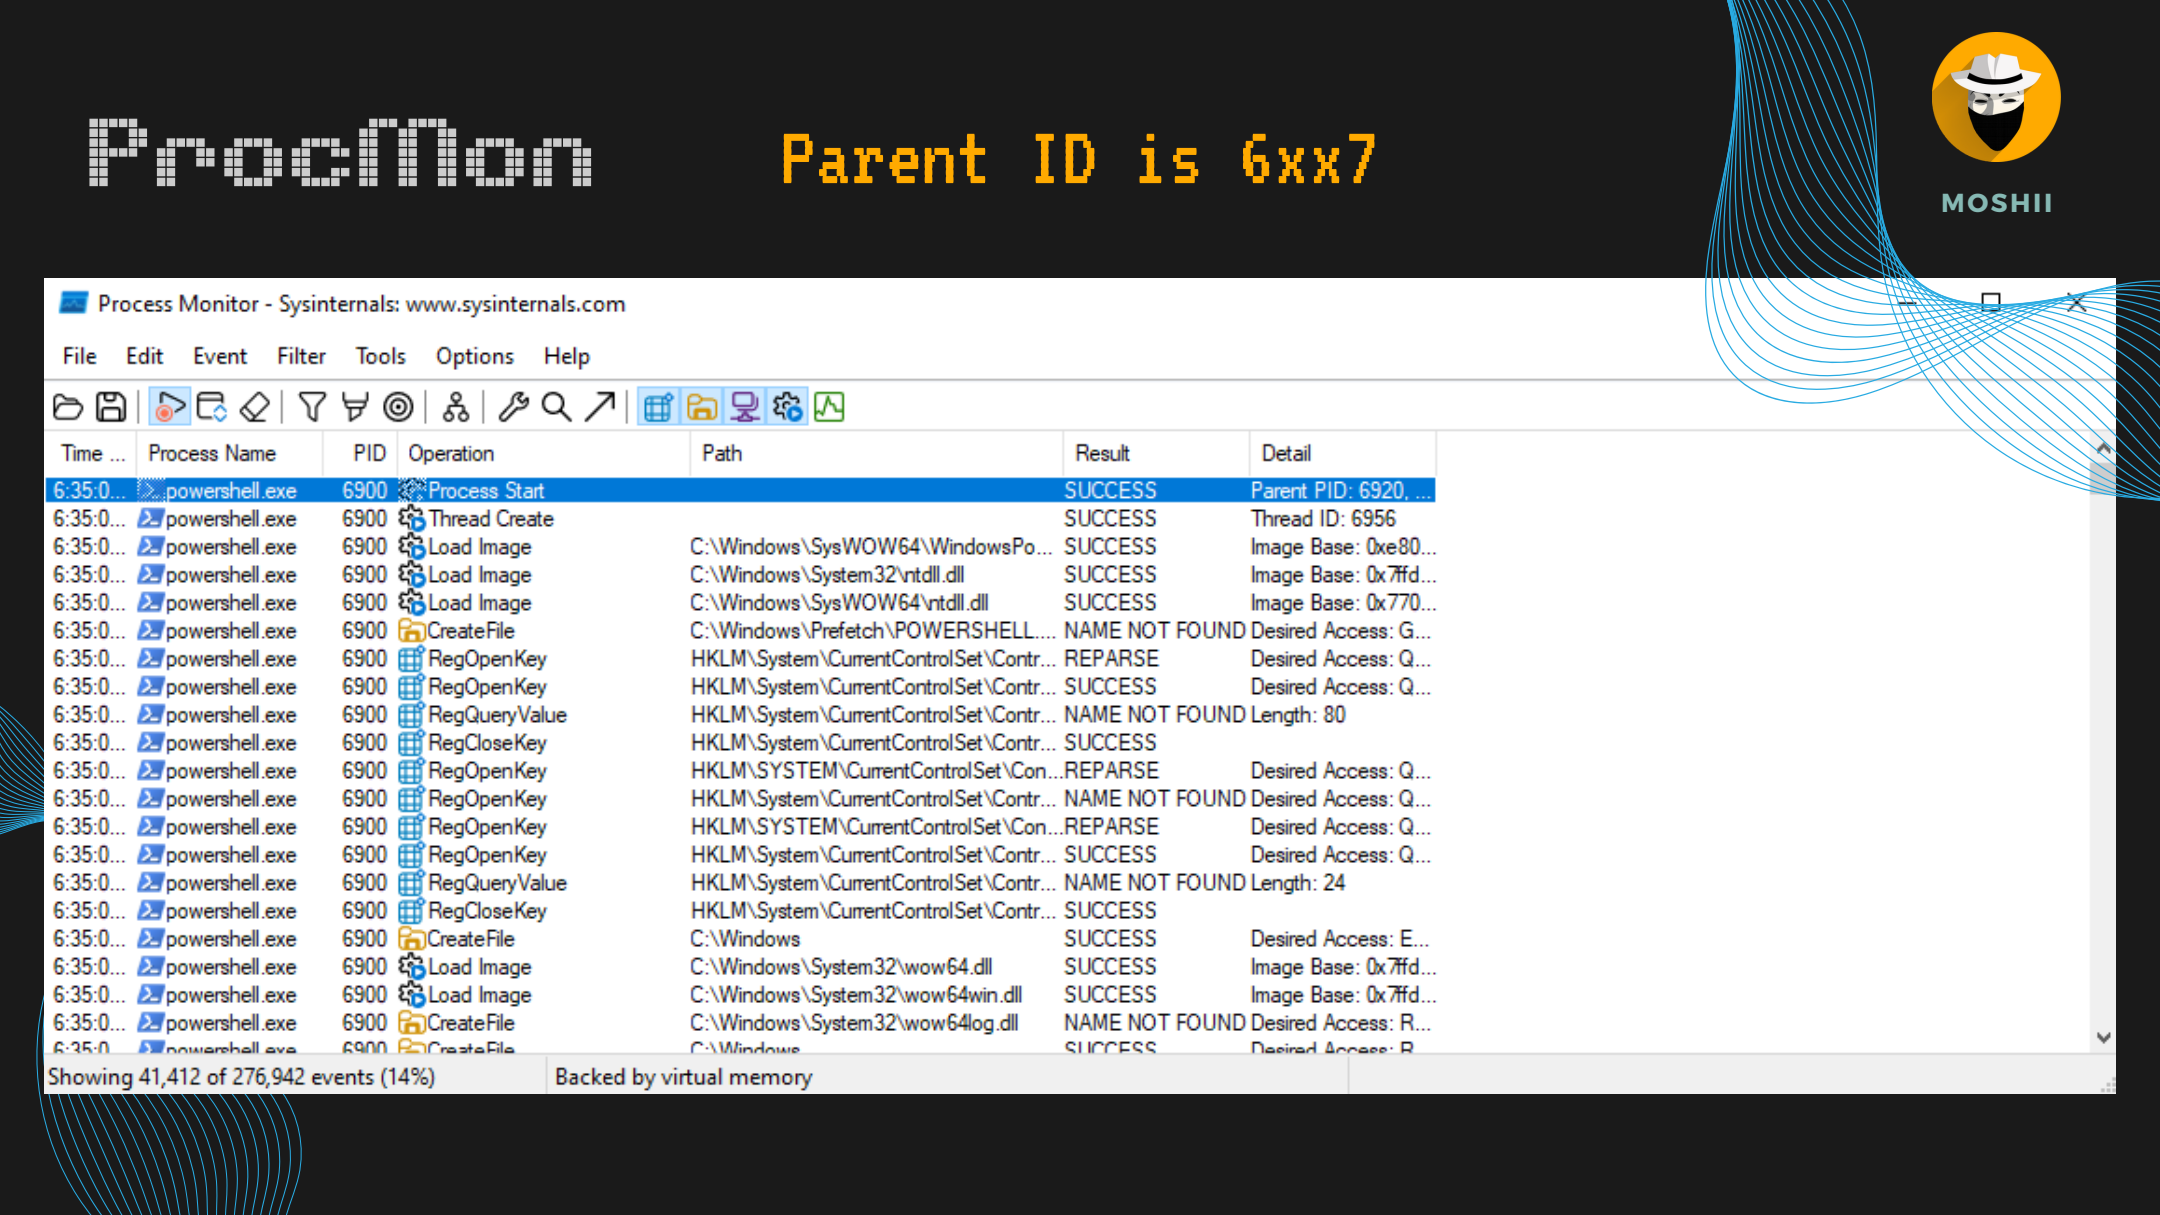 ProcMon
Parent ID is 6xx7
MOSHII
Process Monitor - Sysinternals: www.sysinternals.com
File Edit Event Filter Tools Options Help
Time ... Process Name PID Operation Path Result Detail
6:35:0... powershell.exe 6900 Process Start SUCCESS Parent PID: 6920, ...
6:35:0... powershell.exe 6900 Thread Create SUCCESS Thread ID: 6956
6:35:0... powershell.exe 6900 Load Image C:\Windows\SysWOW64\WindowsPo... SUCCESS Image Base: 0xe80...
6:35:0... powershell.exe 6900 Load Image C:\Windows\System32\ntdll.dll SUCCESS Image Base: 0x7ffd...
6:35:0... powershell.exe 6900 Load Image C:\Windows\SysWOW64\ntdll.dll SUCCESS Image Base: 0x770...
6:35:0... powershell.exe 6900 CreateFile C:\Windows\Prefetch\POWERSHELL.... NAME NOT FOUND Desired Access: G...
6:35:0... powershell.exe 6900 RegOpenKey HKLM\System\CurrentControlSet\Contr... REPARSE Desired Access: Q...
6:35:0... powershell.exe 6900 RegOpenKey HKLM\System\CurrentControlSet\Contr... SUCCESS Desired Access: Q...
6:35:0... powershell.exe 6900 RegQueryValue HKLM\System\CurrentControlSet\Contr... NAME NOT FOUND Length: 80
6:35:0... powershell.exe 6900 RegCloseKey HKLM\System\CurrentControlSet\Contr... SUCCESS
6:35:0... powershell.exe 6900 RegOpenKey HKLM\SYSTEM\CurrentControlSet\Con... REPARSE Desired Access: Q...
6:35:0... powershell.exe 6900 RegOpenKey HKLM\System\CurrentControlSet\Contr... NAME NOT FOUND Desired Access: Q...
6:35:0... powershell.exe 6900 RegOpenKey HKLM\SYSTEM\CurrentControlSet\Con... REPARSE Desired Access: Q...
6:35:0... powershell.exe 6900 RegOpenKey HKLM\System\CurrentControlSet\Contr... SUCCESS Desired Access: Q...
6:35:0... powershell.exe 6900 RegQueryValue HKLM\System\CurrentControlSet\Contr... NAME NOT FOUND Length: 24
6:35:0... powershell.exe 6900 RegCloseKey HKLM\System\CurrentControlSet\Contr... SUCCESS
6:35:0... powershell.exe 6900 CreateFile C:\Windows SUCCESS Desired Access: E...
6:35:0... powershell.exe 6900 Load Image C:\Windows\System32\wow64.dll SUCCESS Image Base: 0x7ffd...
6:35:0... powershell.exe 6900 Load Image C:\Windows\System32\wow64win.dll SUCCESS Image Base: 0x7ffd...
6:35:0... powershell.exe 6900 CreateFile C:\Windows\System32\wow64log.dll NAME NOT FOUND Desired Access: R...
6:35:0... powershell.exe 6900 CreateFile C:\Windows SUCCESS Desired Access: R...
Showing 41,412 of 276,942 events (14%) Backed by virtual memory